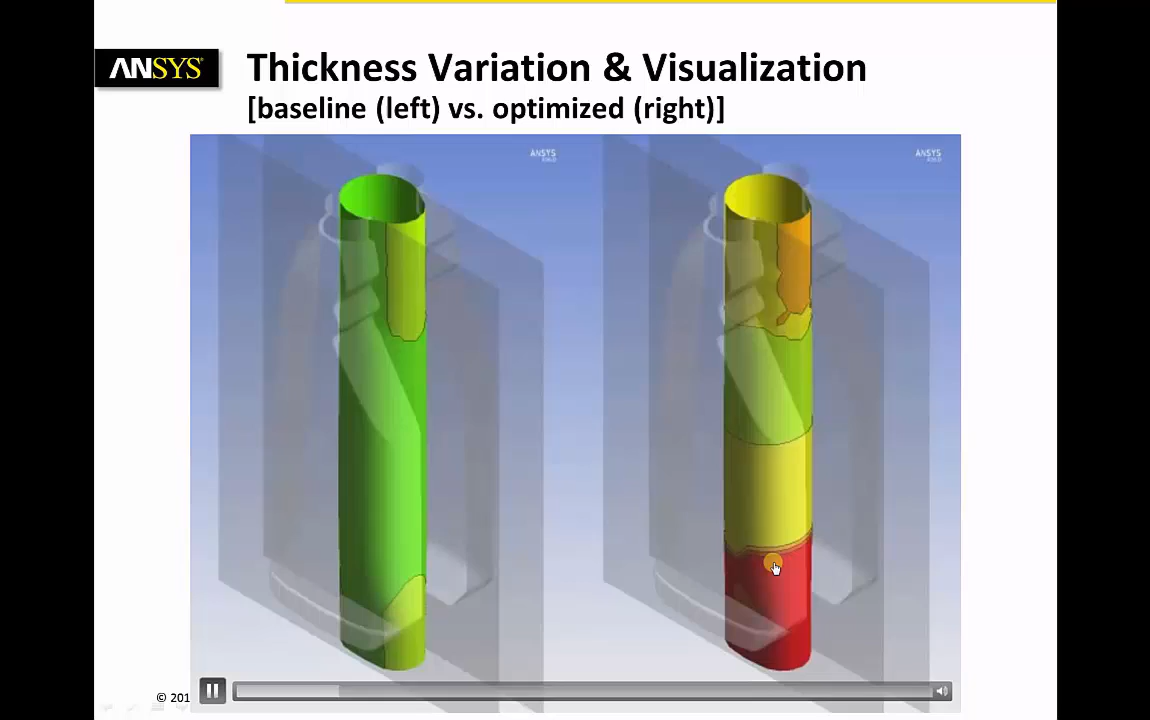 ANSYS
Thickness Variation & Visualization
[baseline (left) vs. optimized (right)]
ANSYS
ANSYS
© 201